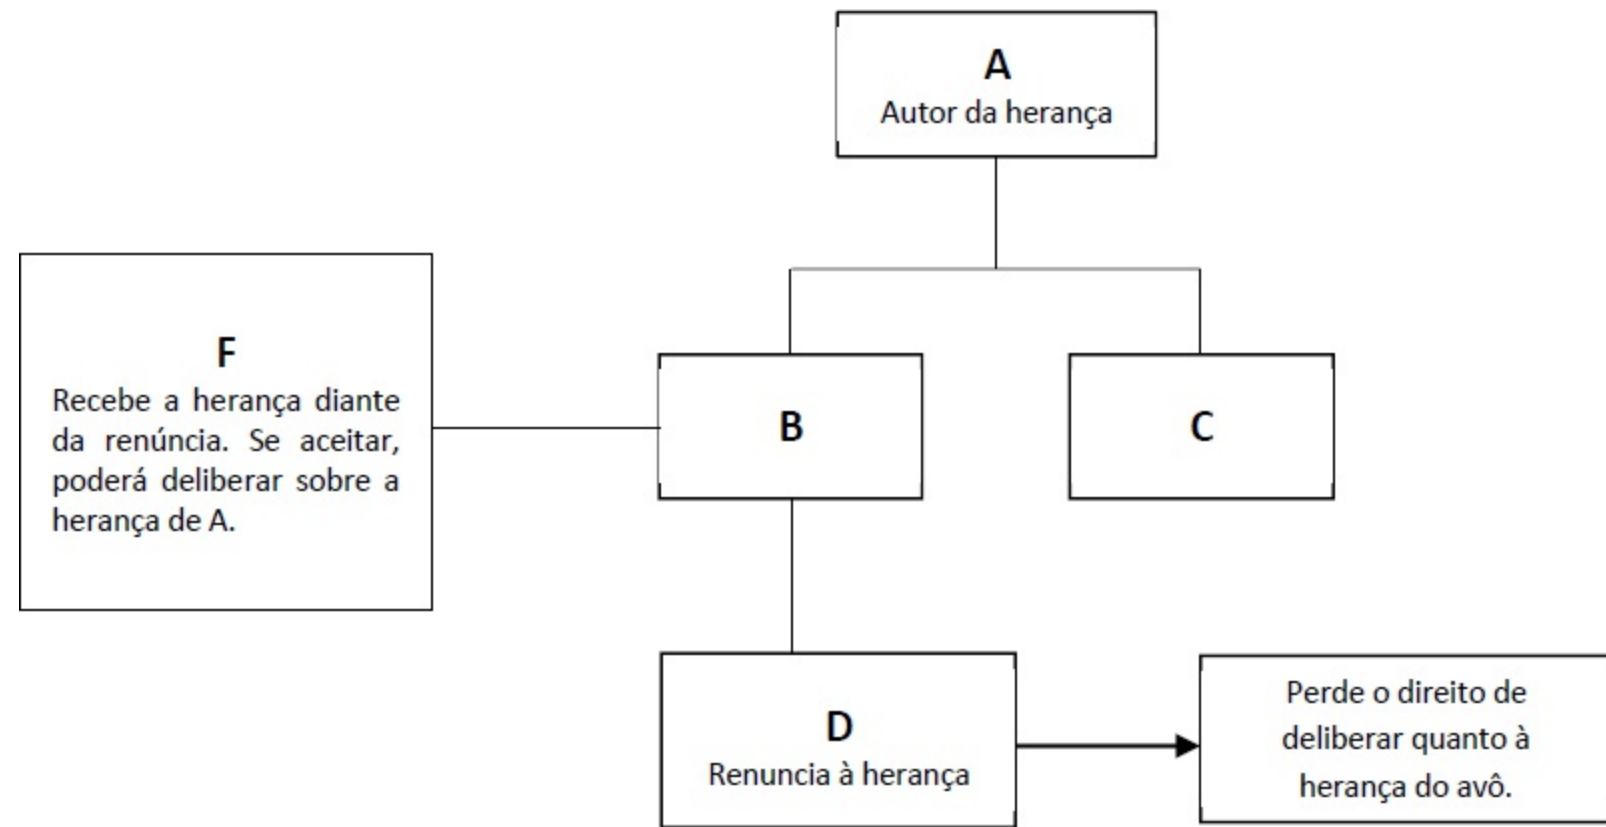 A
Autor da herança
F
Recebe a herança diante
da renúncia. Se aceitar,
poderá deliberar sobre a
herança de A.
B
C
D
Renuncia à herança
Perde o direito de
deliberar quanto à
herança do avô.